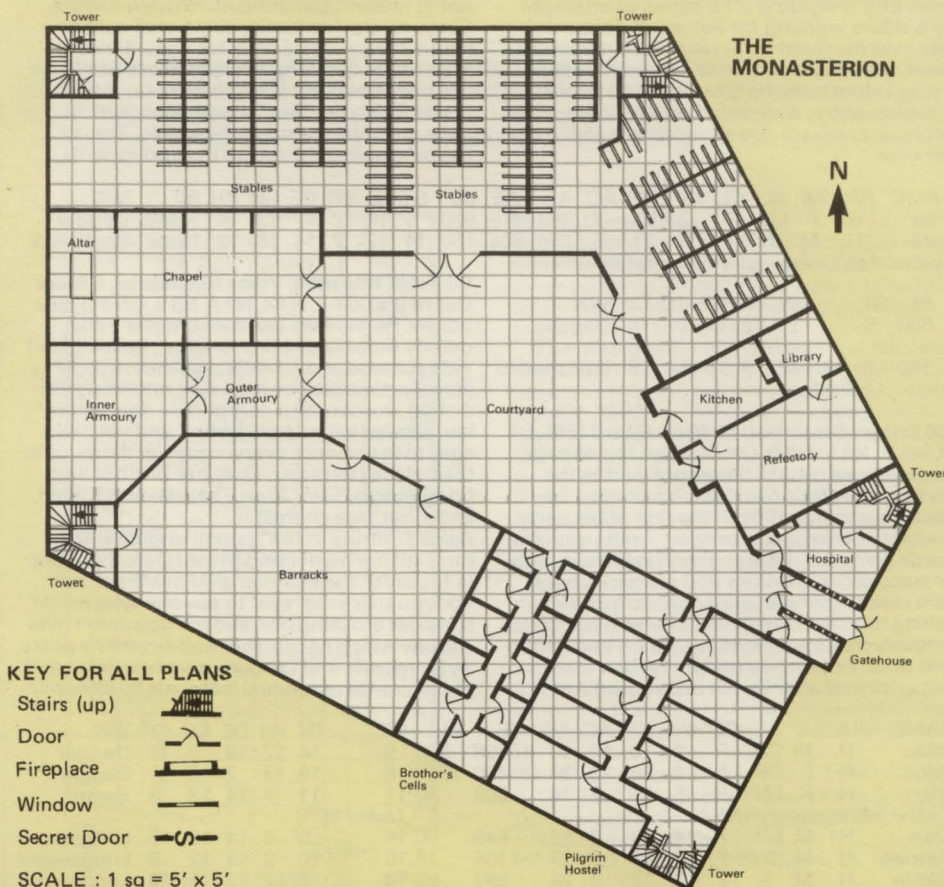 Tower
Tower
THE
MONASTERION
N
Stables
Stables
Altar
Chapel
Library
Inner
Armoury
Outer
Armoury
Courtyard
Kitchen
Refectory
Tower
Hospital
Tower
Barracks
Gatehouse
KEY FOR ALL PLANS
Stairs (up)
Door
Fireplace
Window
Secret Door
S
SCALE : 1 sq = 5' x 5'
Brothor's
Cells
Pilgrim
Hostel
Tower